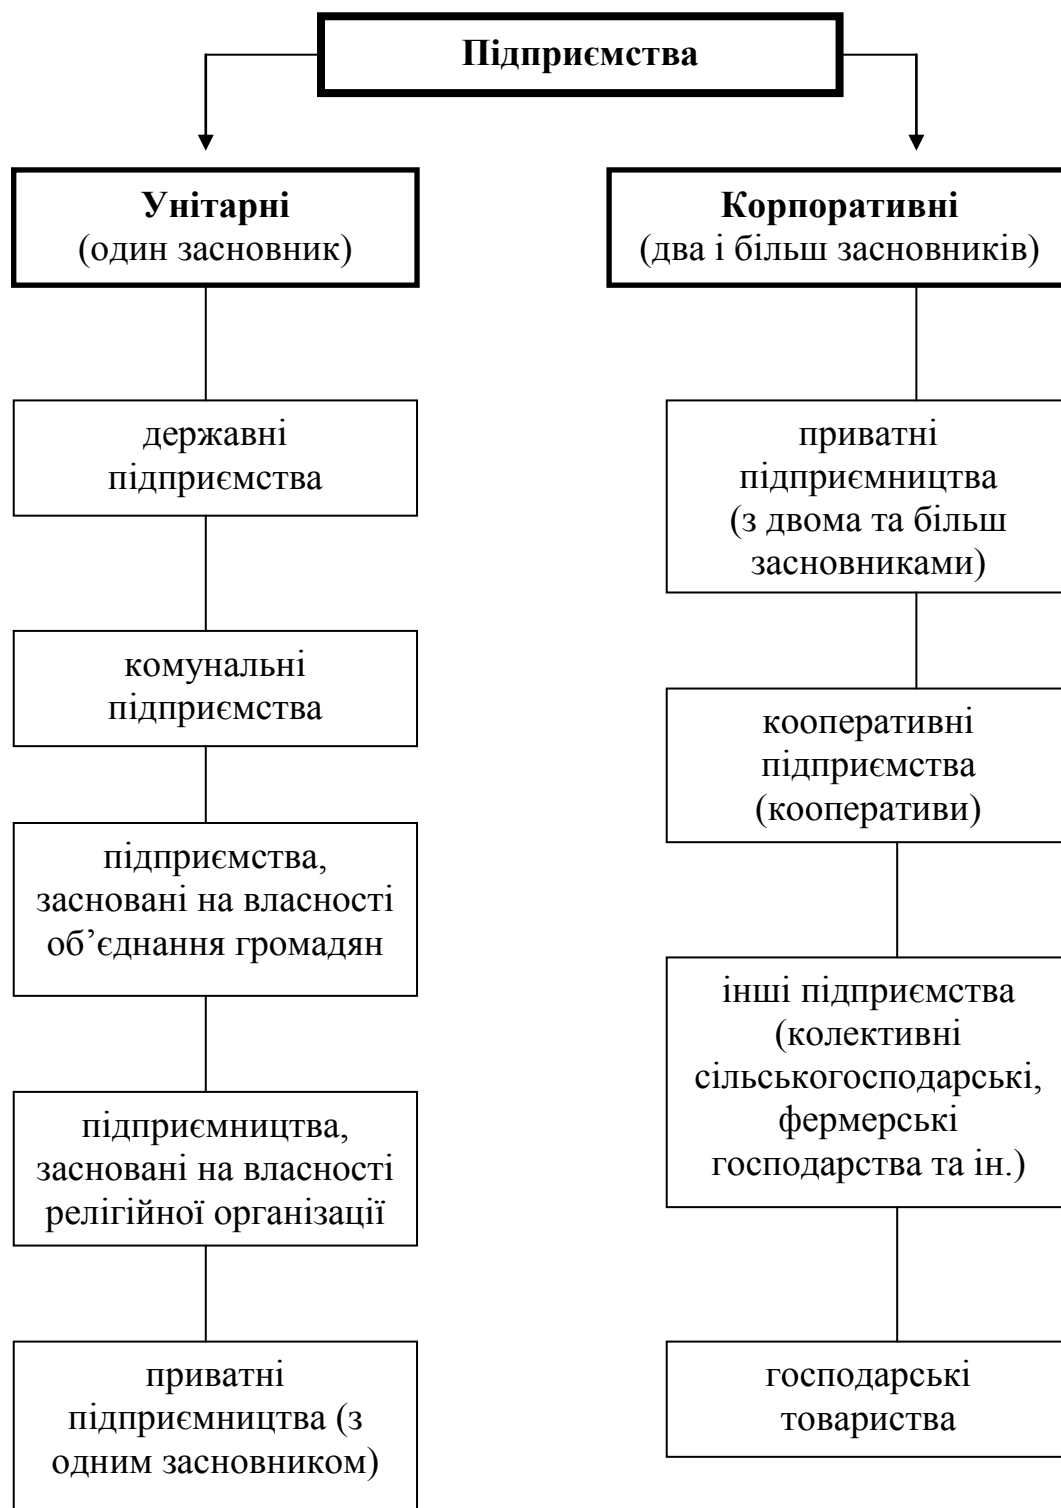 Підприємства
Унітарні
(один засновник)
державні
підприємства
комунальні
підприємства
підприємства,
засновані на власності
об’єднання громадян
підприємництва,
засновані на власності
релігійної організації
приватні
підприємництва (з
одним засновником)
Корпоративні
(два і більш засновників)
приватні
підприємництва
(з двома та більш
засновниками)
кооперативні
підприємства
(кооперативи)
інші підприємства
(колективні
сільськогосподарські,
фермерські
господарства та ін.)
господарські
товариства